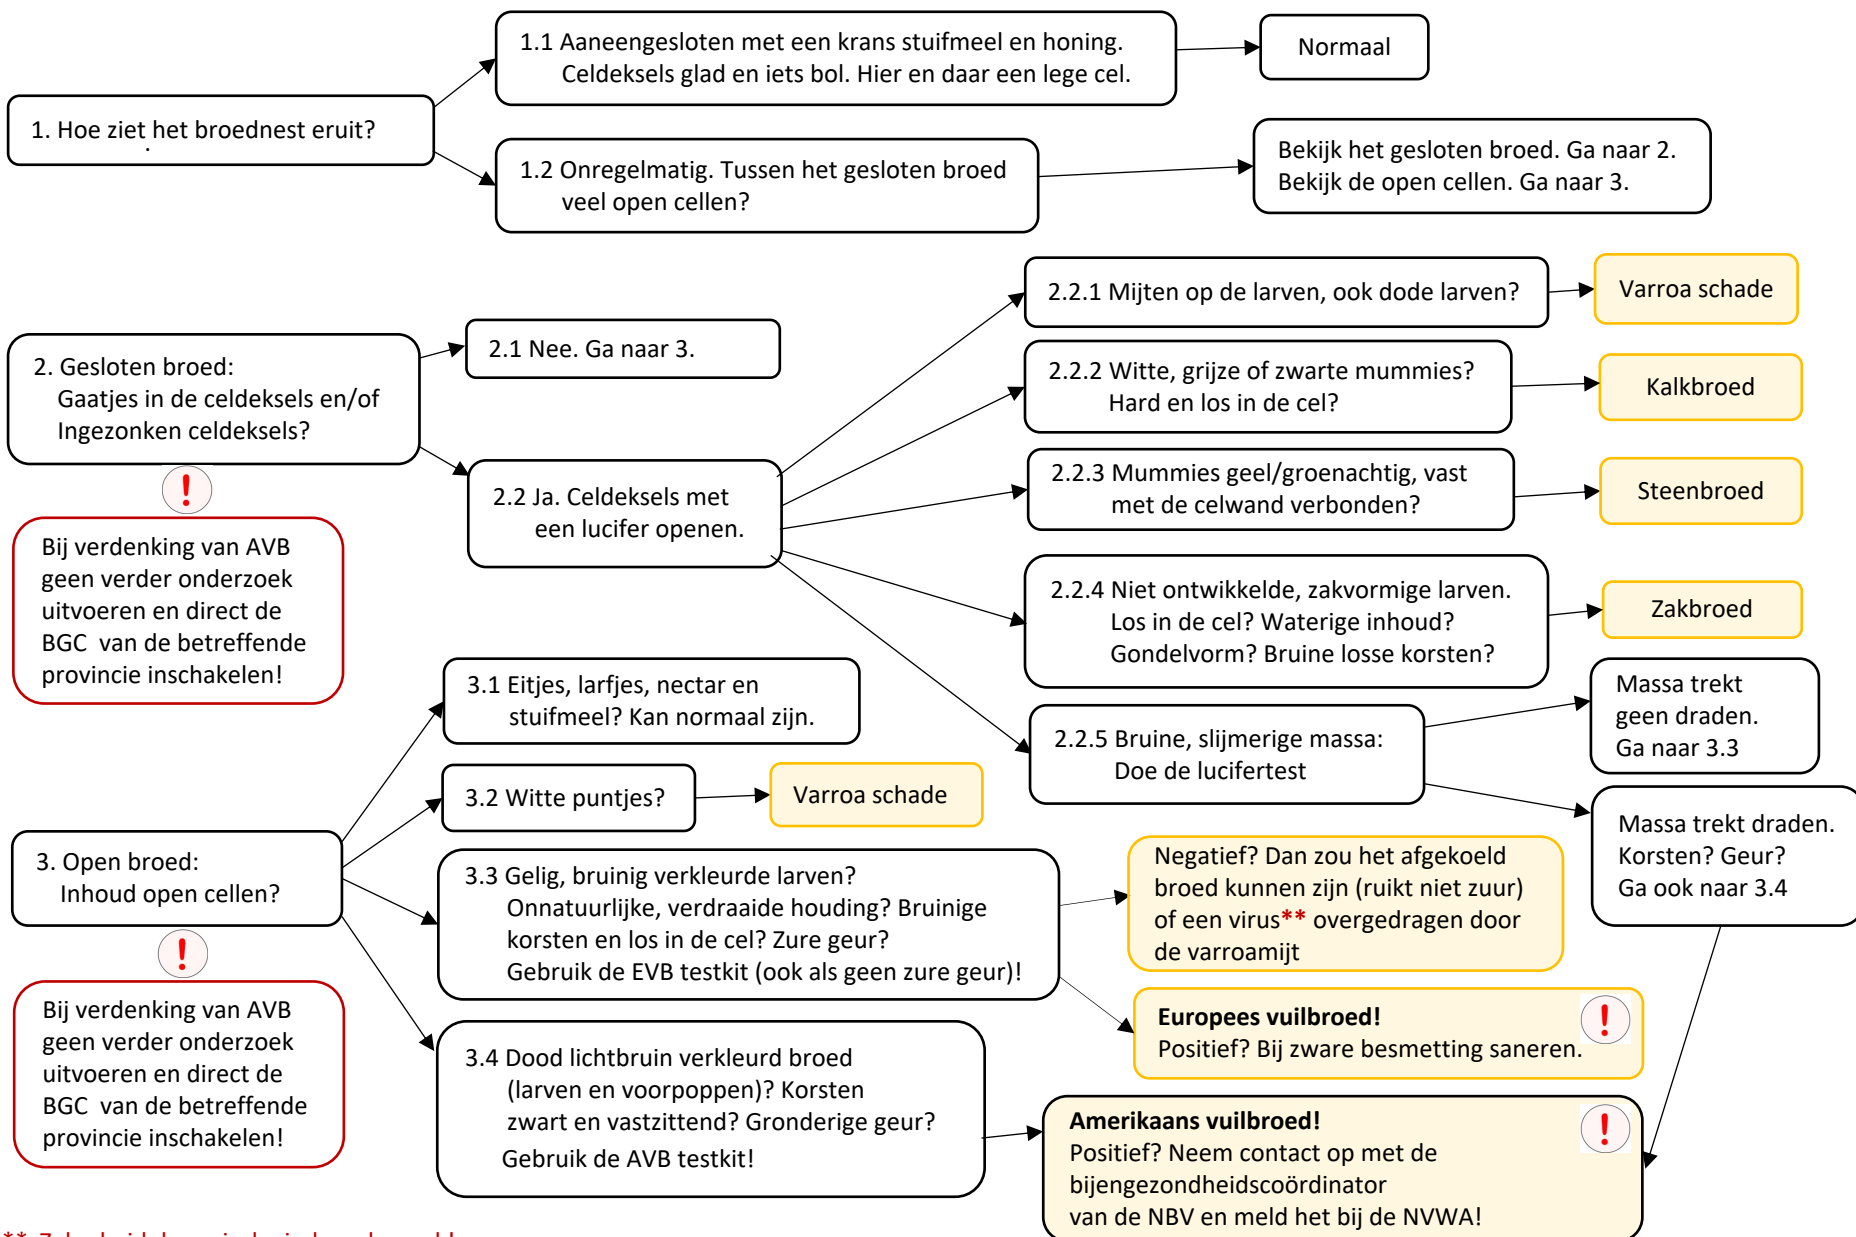 1. Hoe ziet het broednest eruit?
1.1 Aaneengesloten met een krans stuifmeel en honing.
Celdeksels glad en iets bol. Hier en daar een lege cel.
Normaal
1.2 Onregelmatig. Tussen het gesloten broed
veel open cellen?
Bekijk het gesloten broed. Ga naar 2.
Bekijk de open cellen. Ga naar 3.
2. Gesloten broed:
Gaatjes in de celdeksels en/of
Ingezonken celdeksels?
!
Bij verdenking van AVB
geen verder onderzoek
uitvoeren en direct de
BGC van de betreffende
provincie inschakelen!
2.1 Nee. Ga naar 3.
2.2 Ja. Celdeksels met
een lucifer openen.
2.2.1 Mijten op de larven, ook dode larven?
Varroa schade
2.2.2 Witte, grijze of zwarte mummies?
Hard en los in de cel?
Kalkbroed
2.2.3 Mummies geel/groenachtig, vast
met de celwand verbonden?
Steenbroed
2.2.4 Niet ontwikkelde, zakvormige larven.
Los in de cel? Waterige inhoud?
Gondelvorm? Bruine losse korsten?
Zakbroed
2.2.5 Bruine, slijmerige massa:
Doe de lucifertest
Massa trekt
geen draden.
Ga naar 3.3
Massa trekt draden.
Korsten? Geur?
Ga ook naar 3.4
3. Open broed:
Inhoud open cellen?
!
Bij verdenking van AVB
geen verder onderzoek
uitvoeren en direct de
BGC van de betreffende
provincie inschakelen!
3.1 Eitjes, larfjes, nectar en
stuifmeel? Kan normaal zijn.
3.2 Witte puntjes?
Varroa schade
3.3 Gelig, bruinig verkleurde larven?
Onnatuurlijke, verdraaide houding? Bruinige
korsten en los in de cel? Zure geur?
Gebruik de EVB testkit (ook als geen zure geur)!
Negatief? Dan zou het afgekoeld
broed kunnen zijn (ruikt niet zuur)
of een virus** overgedragen door
de varroamijt
Europees vuilbroed!
Positief? Bij zware besmetting saneren.
!
3.4 Dood lichtbruin verkleurd broed
(larven en voorpoppen)? Korsten
zwart en vastzittend? Gronderige geur?
Gebruik de AVB testkit!
Amerikaans vuilbroed!
Positief? Neem contact op met de
bijengezondheidscoördinator
van de NBV en meld het bij de NVWA!
!
**